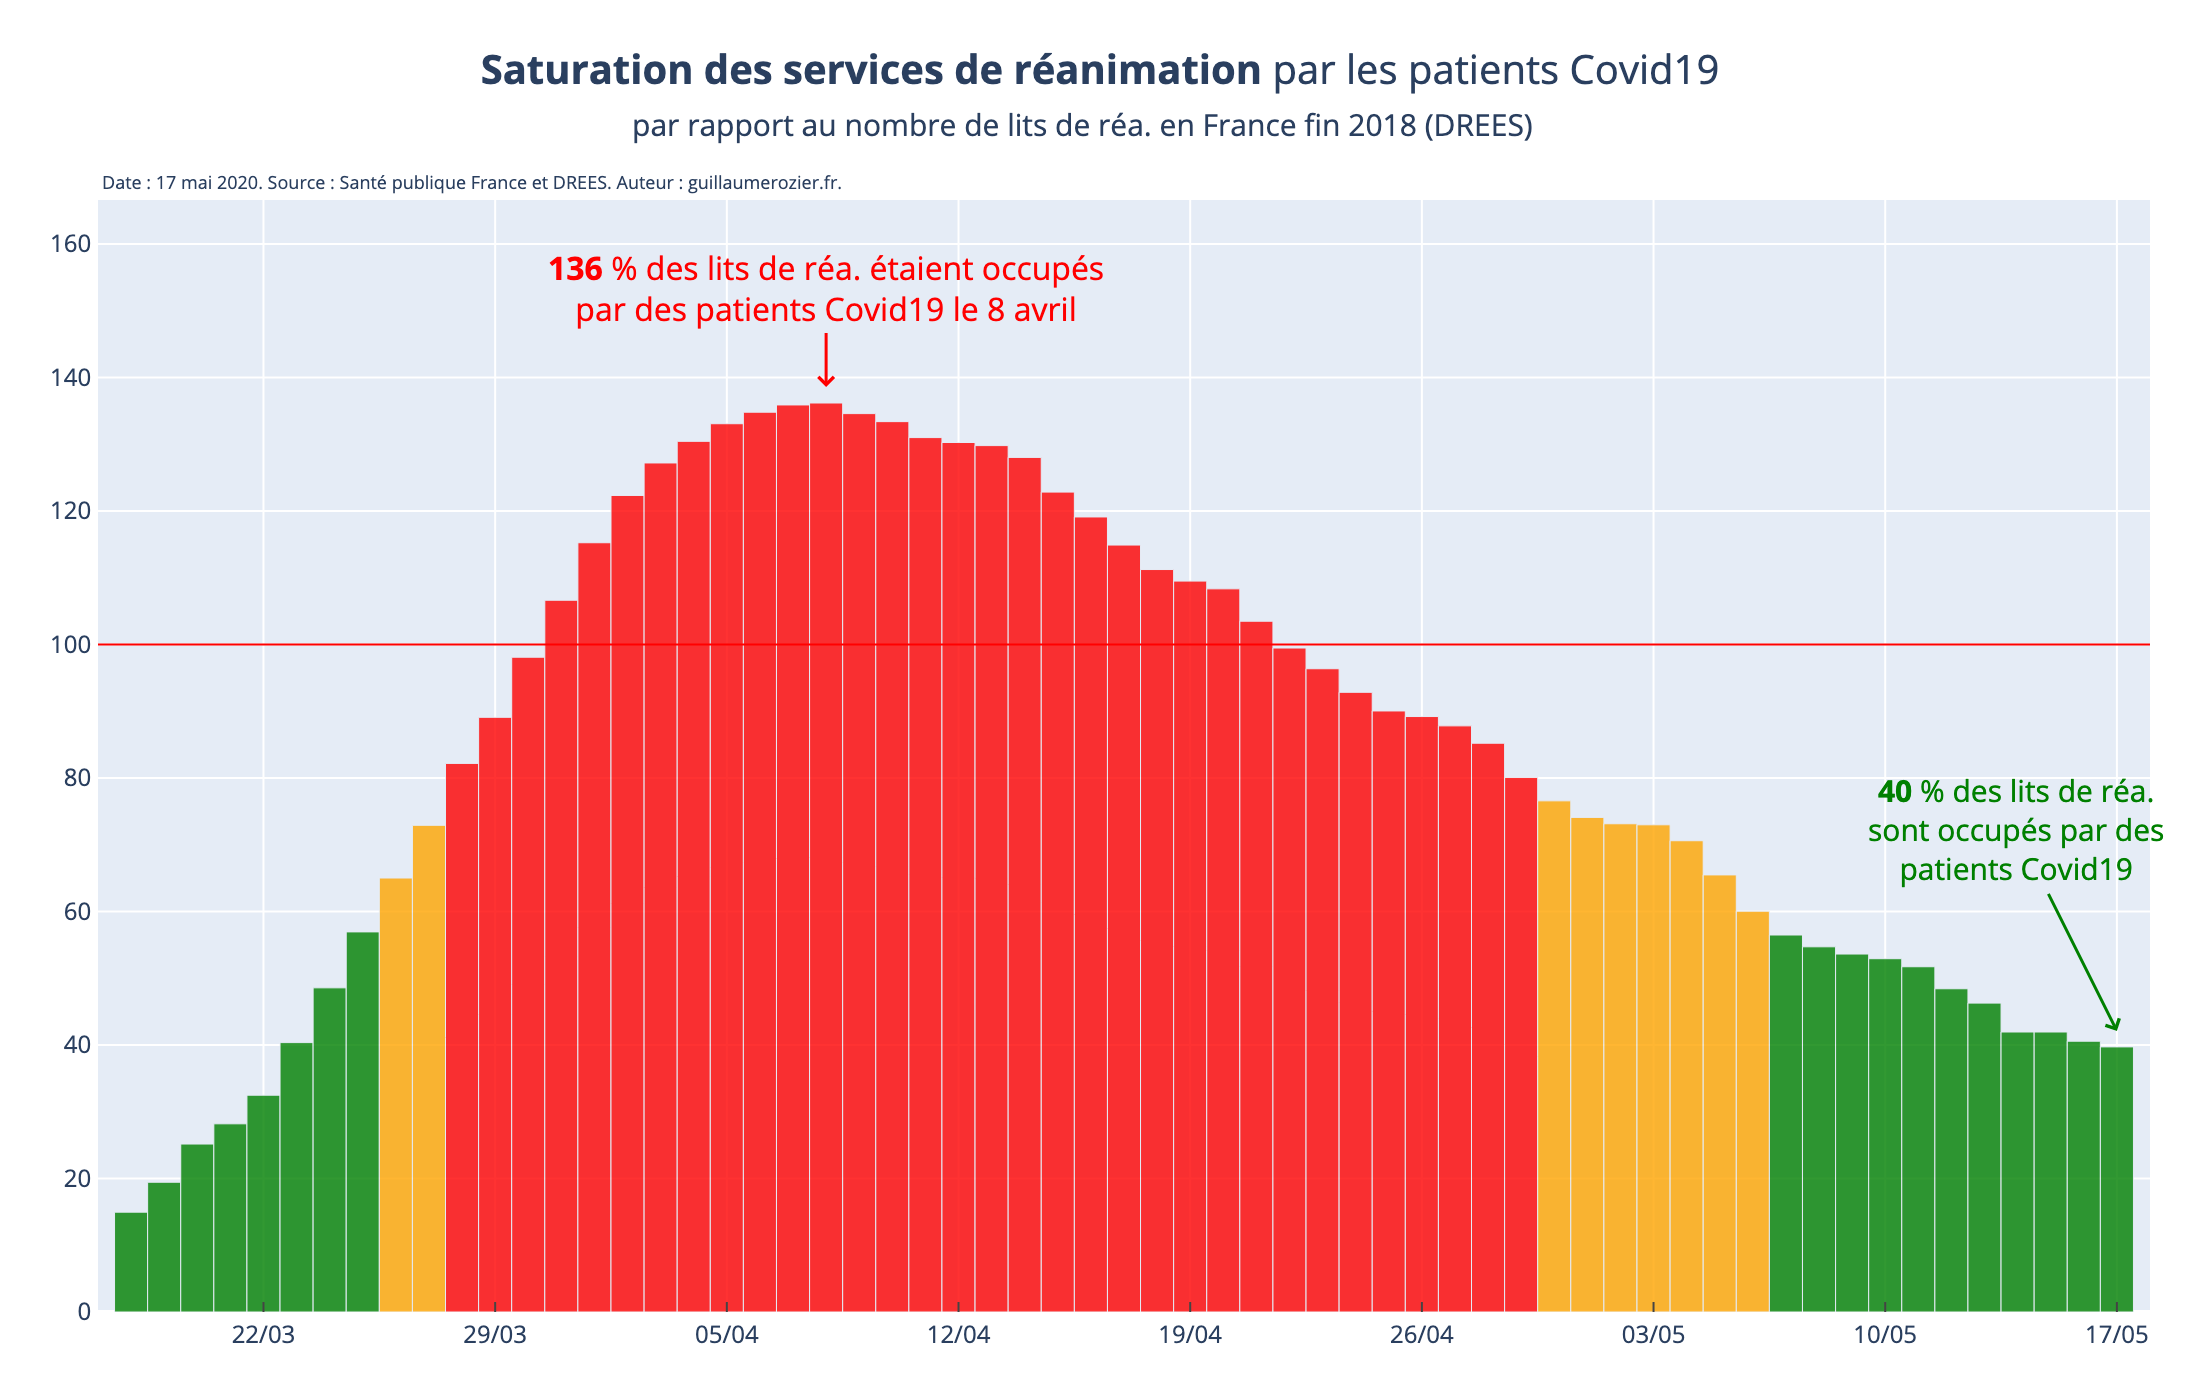 Saturation des services de réanimation par les patients Covid19
par rapport au nombre de lits de réa. en France fin 2018 (DREES)
Date : 17 mai 2020. Source : Santé publique France et DREES. Auteur : guillaumerozier.fr.
160
136 % des lits de réa. étaient occupés
par des patients Covid19 le 8 avril
140
120
100
80
40 % des lits de réa.
sont occupés par des
patients Covid19
60
40
20
0
22/03 29/03 05/04 12/04 19/04 26/04 03/05 10/05 17/05